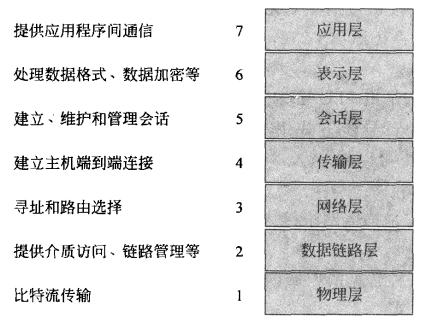 提供应用程序间通信 7 应用层
处理数据格式、数据加密等 6 表示层
建立、维护和管理会话 5 会话层
建立主机端到端连接 4 传输层
寻址和路由选择 3 网络层
提供介质访问、链路管理等 2 数据链路层
比特流传输 1 物理层